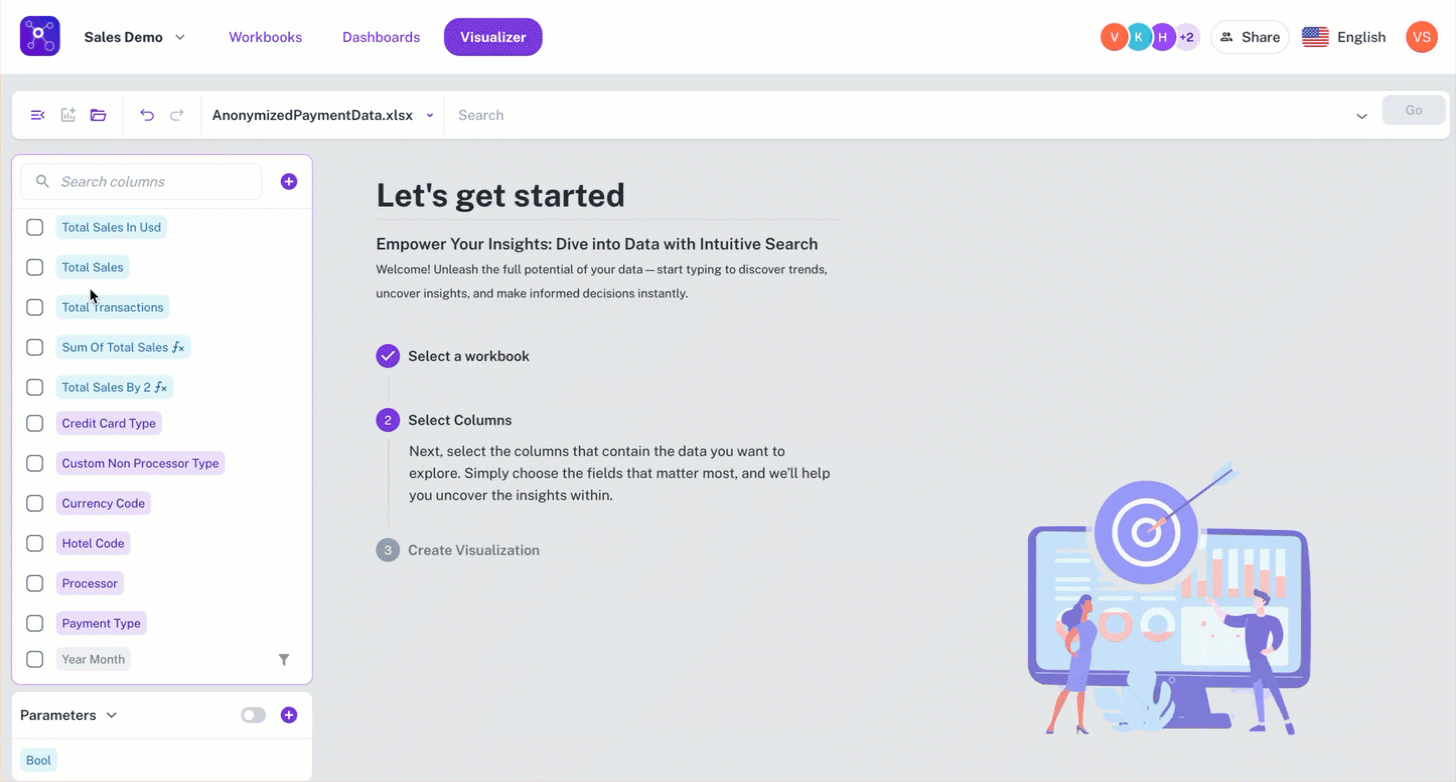 Sales Demo
Workbooks
Dashboards
Visualizer
V
K
H
+2
Share
English
VS
AnonymizedPaymentData.xlsx
Search
Go
Search columns
Total Sales In Usd
Total Sales
Total Transactions
Sum Of Total Sales fx
Total Sales By 2 fx
Credit Card Type
Custom Non Processor Type
Currency Code
Hotel Code
Processor
Payment Type
Year Month
Parameters
Bool
Let's get started
Empower Your Insights: Dive into Data with Intuitive Search
Welcome! Unleash the full potential of your data — start typing to discover trends,
uncover insights, and make informed decisions instantly.
Select a workbook
2 Select Columns
Next, select the columns that contain the data you want to
explore. Simply choose the fields that matter most, and we'll help
you uncover the insights within.
3 Create Visualization